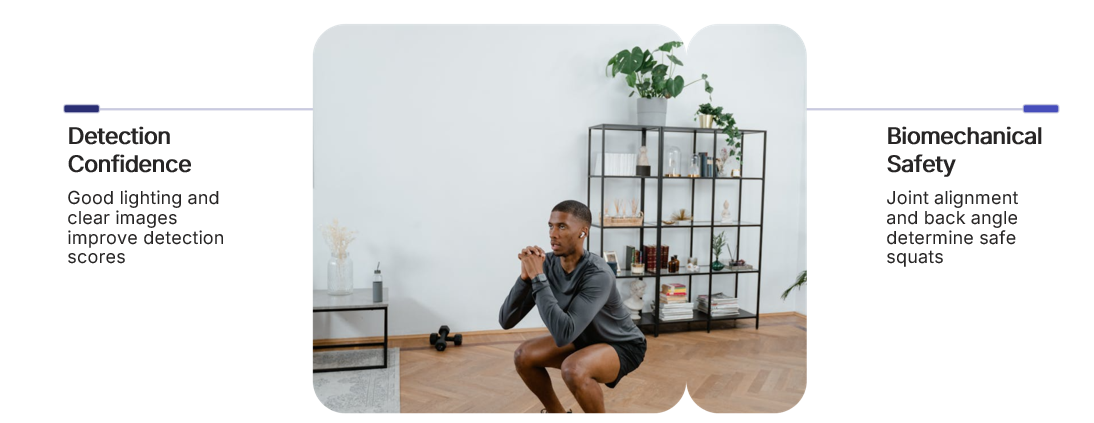 Detection
Confidence
Good lighting and
clear images
improve detection
scores
Biomechanical
Safety
Joint alignment
and back angle
determine safe
squats